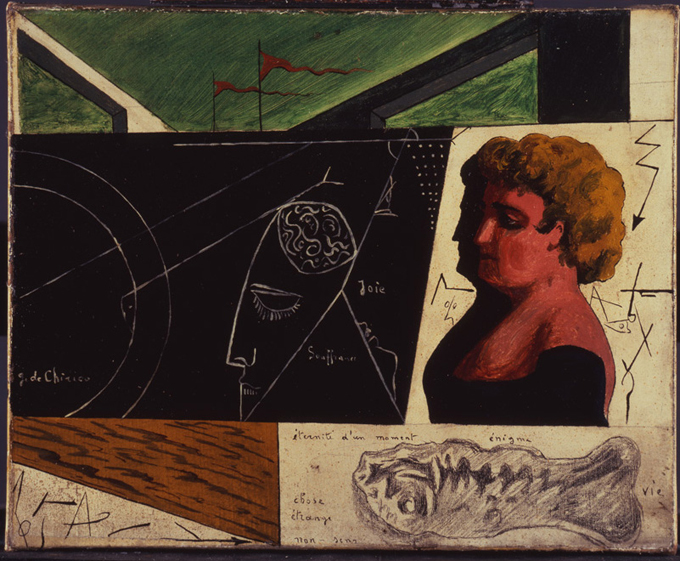 Joie
Souffrance
g. de Chirico
éternité d'un moment
énigme
vie
chose
étrange
non-sens